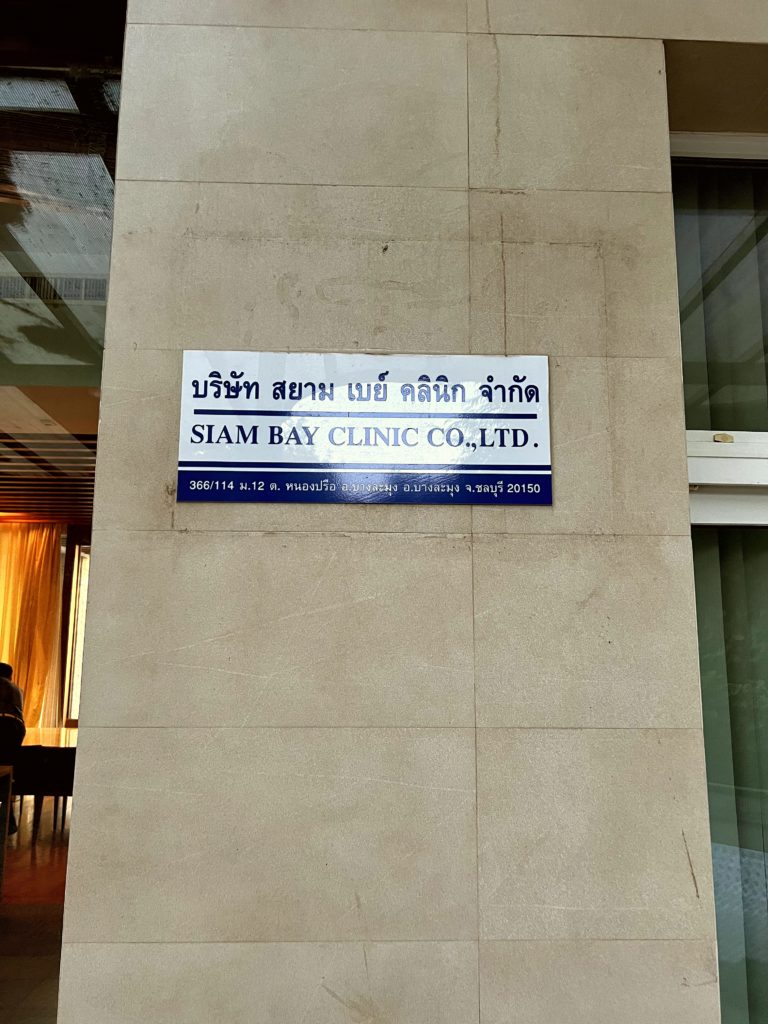 บริษัท สยาม เบย์ คลินิก จำกัด
SIAM BAY CLINIC CO.,LTD.
366/114 ม.12 ต. หนองปรือ อ.บางละมุง อ.บางละมุง จ.ชลบุรี 20150